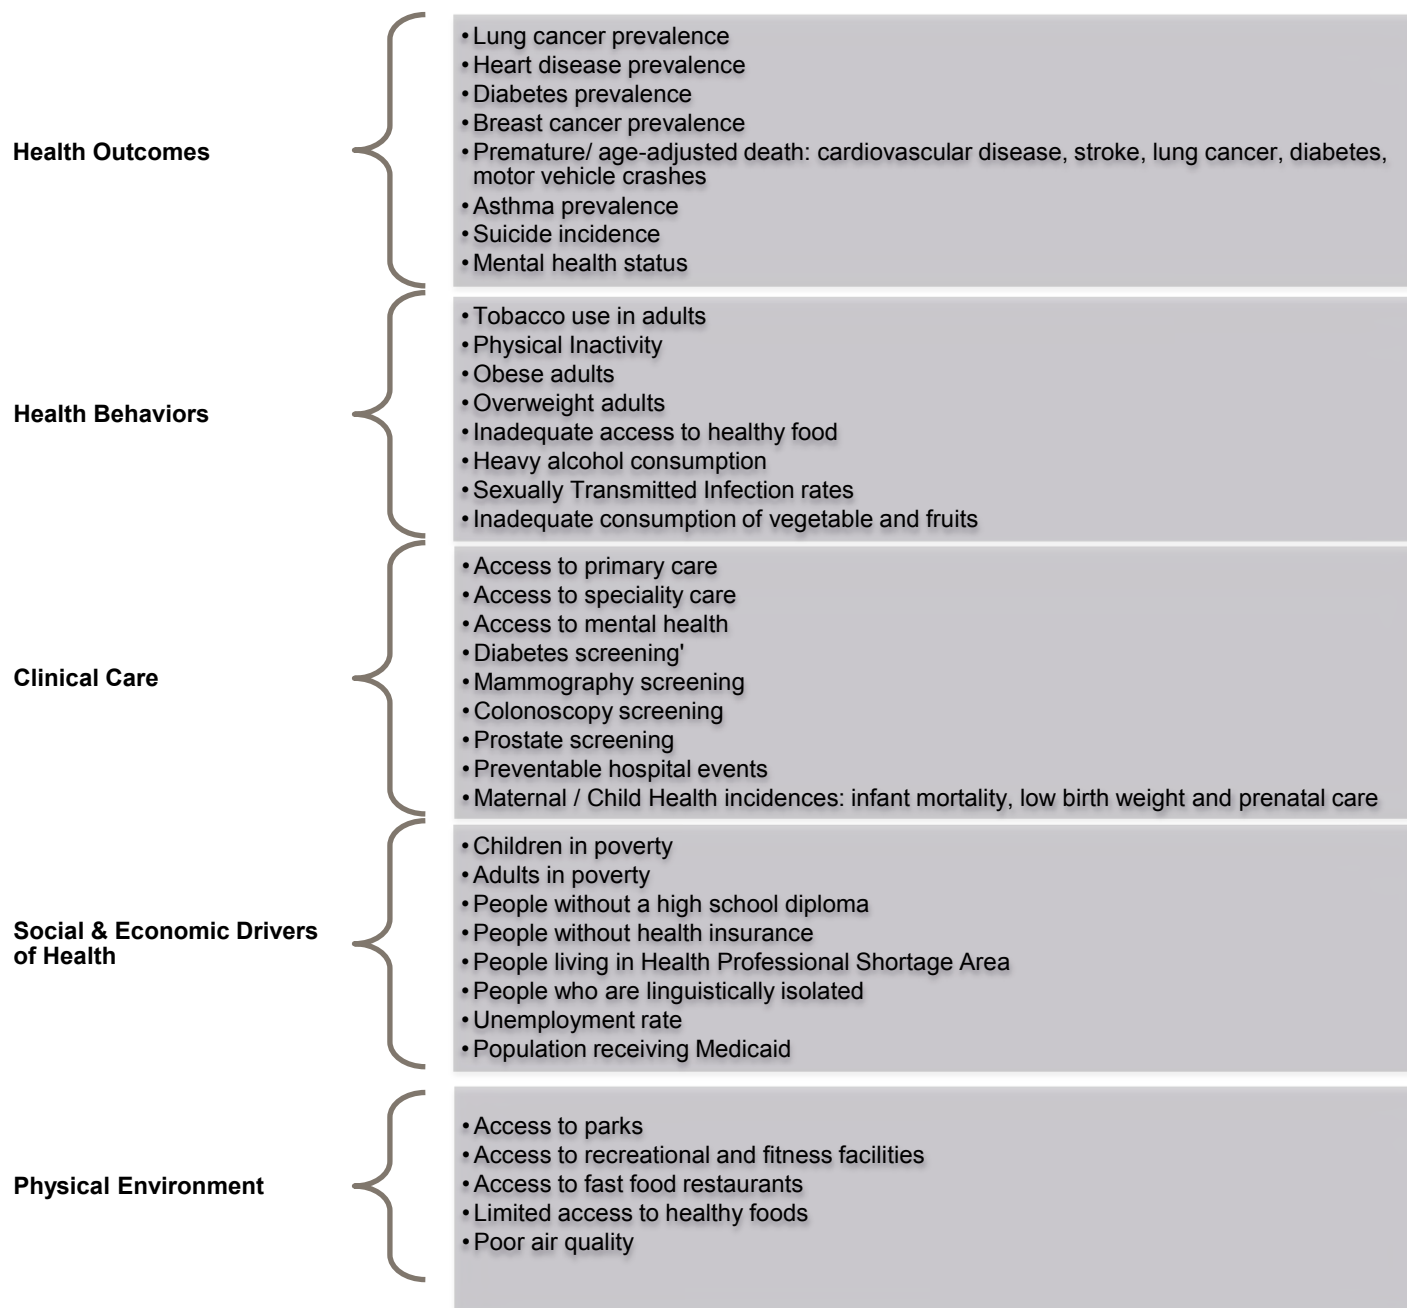 Health Outcomes
•Lung cancer prevalence
•Heart disease prevalence
•Diabetes prevalence
•Breast cancer prevalence
•Premature/ age-adjusted death: cardiovascular disease, stroke, lung cancer, diabetes,
motor vehicle crashes
•Asthma prevalence
•Suicide incidence
•Mental health status
Health Behaviors
•Tobacco use in adults
•Physical Inactivity
•Obese adults
•Overweight adults
•Inadequate access to healthy food
•Heavy alcohol consumption
•Sexually Transmitted Infection rates
•Inadequate consumption of vegetable and fruits
Clinical Care
•Access to primary care
•Access to speciality care
•Access to mental health
•Diabetes screening'
•Mammography screening
•Colonoscopy screening
•Prostate screening
•Preventable hospital events
•Maternal / Child Health incidences: infant mortality, low birth weight and prenatal care
Social & Economic Drivers
of Health
•Children in poverty
•Adults in poverty
•People without a high school diploma
•People without health insurance
•People living in Health Professional Shortage Area
•People who are linguistically isolated
•Unemployment rate
•Population receiving Medicaid
Physical Environment
•Access to parks
•Access to recreational and fitness facilities
•Access to fast food restaurants
•Limited access to healthy foods
•Poor air quality